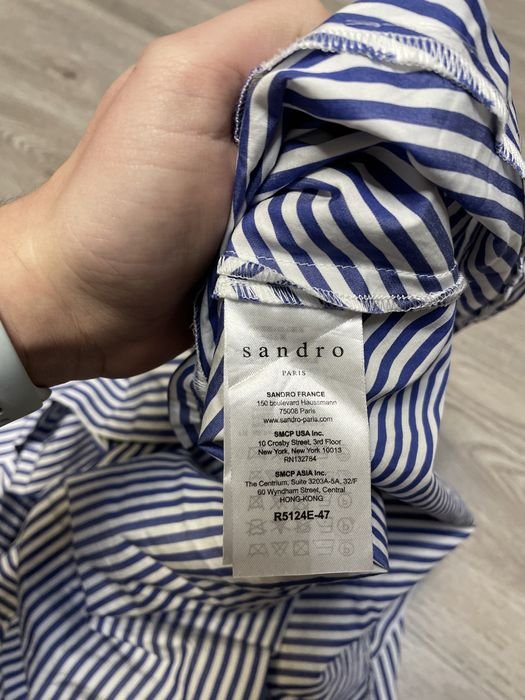 sandro
PARIS
SANDRO FRANCE
150 boulevard Haussmann
75008 Paris
www.sandro-paris.com
SMCP USA Inc.
10 Crosby Street, 3rd Floor
New York, New York 10013
RN132784
SMCP ASIA Inc.
The Centrium, Suite 3203A-5A, 32/F
60 Wyndham Street, Central
HONG-KONG
R5124E-47